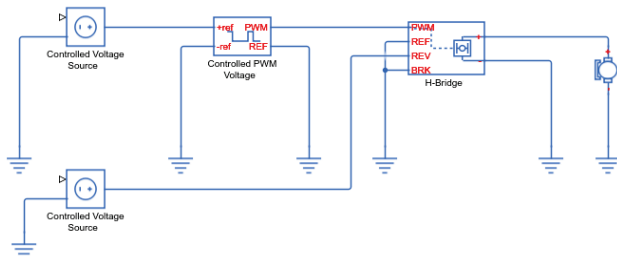 +ref PWM
-ref REF
Controlled Voltage
Source
Controlled PWM
Voltage
PWM
REF
REV
BRK
+
-
H-Bridge
+
-
Controlled Voltage
Source